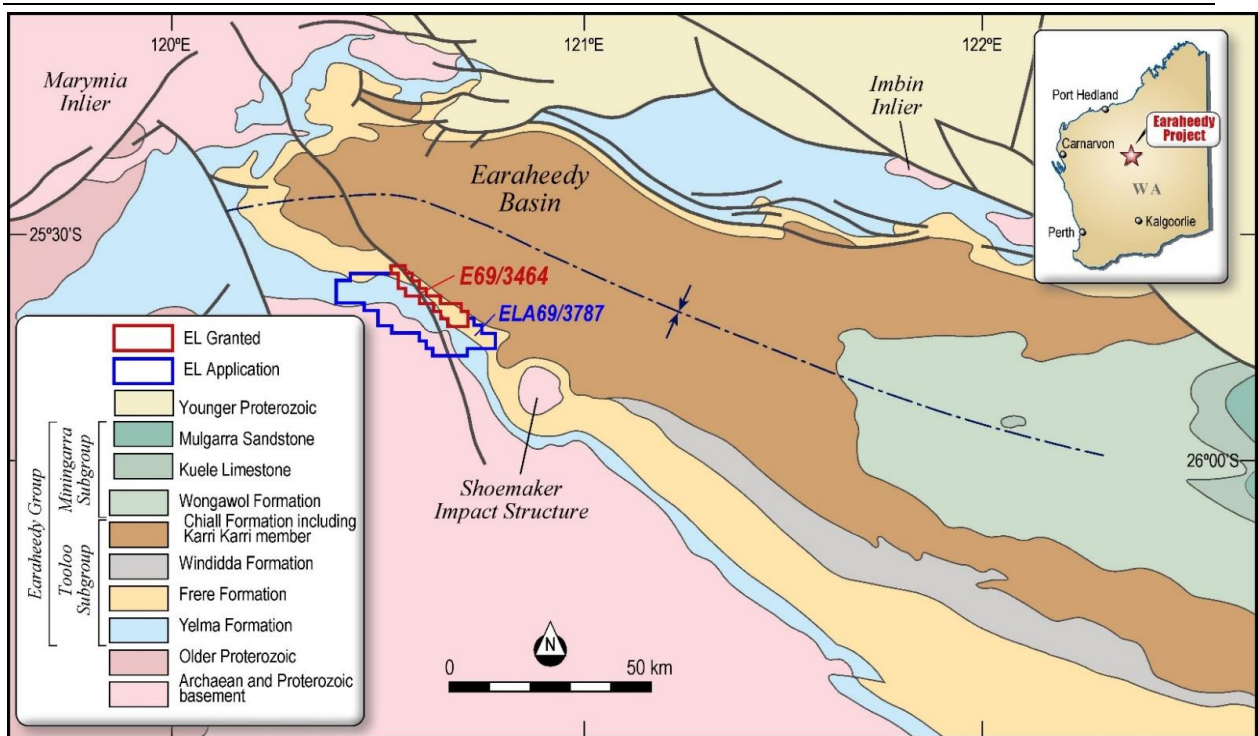 120ºE
121ºE
122ºE
Marymia
Inlier
Imbin
Inlier
Earaheedy
Basin
25º30'S
26º00'S
E69/3464
ELA69/3787
Shoemaker
Impact Structure
Port Hedland
Earaheedy
Project
Carnarvon
WA
Kalgoorlie
Perth
EL Granted
EL Application
Younger Proterozoic
Mulgarra Sandstone
Kuele Limestone
Wongawol Formation
Chiall Formation including
Karri Karri member
Windidda Formation
Frere Formation
Yelma Formation
Older Proterozoic
Archaean and Proterozoic
basement
Earaheedy Group
Miningarra
Subgroup
Tooloo
Subgroup
N
0
50 km